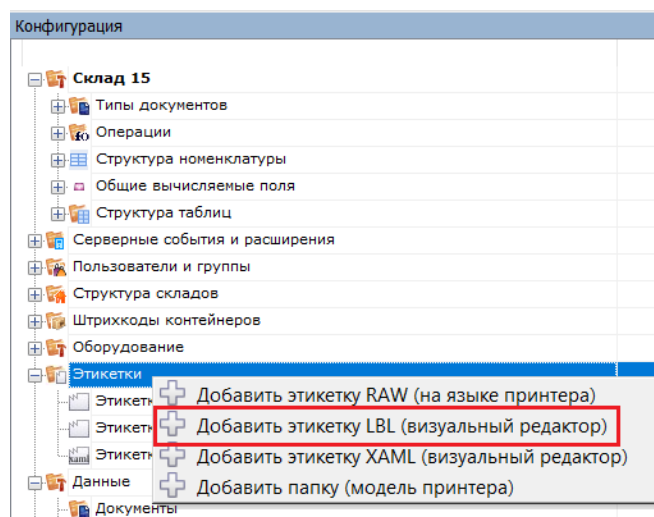 Конфигурация
Склад 15
Типы документов
Операции
Структура номенклатуры
Общие вычисляемые поля
Структура таблиц
Серверные события и расширения
Пользователи и группы
Структура складов
Штрихкоды контейнеров
Оборудование
Этикетки
Добавить этикетку RAW (на языке принтера)
Добавить этикетку LBL (визуальный редактор)
Добавить этикетку XAML (визуальный редактор)
Добавить папку (модель принтера)
Данные
Документы